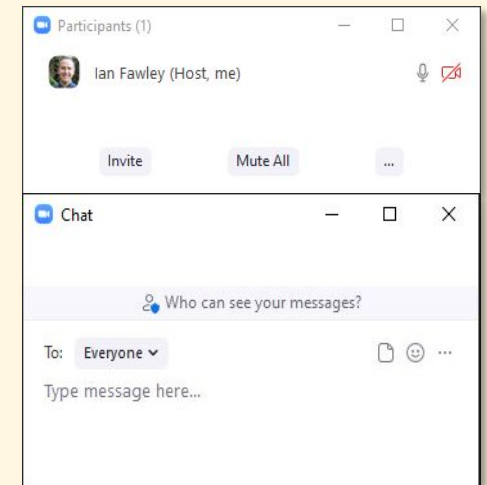 Participants (1)
Ian Fawley (Host, me)
Invite Mute All ...
Chat
Who can see your messages?
To: Everyone ...
Type message here...